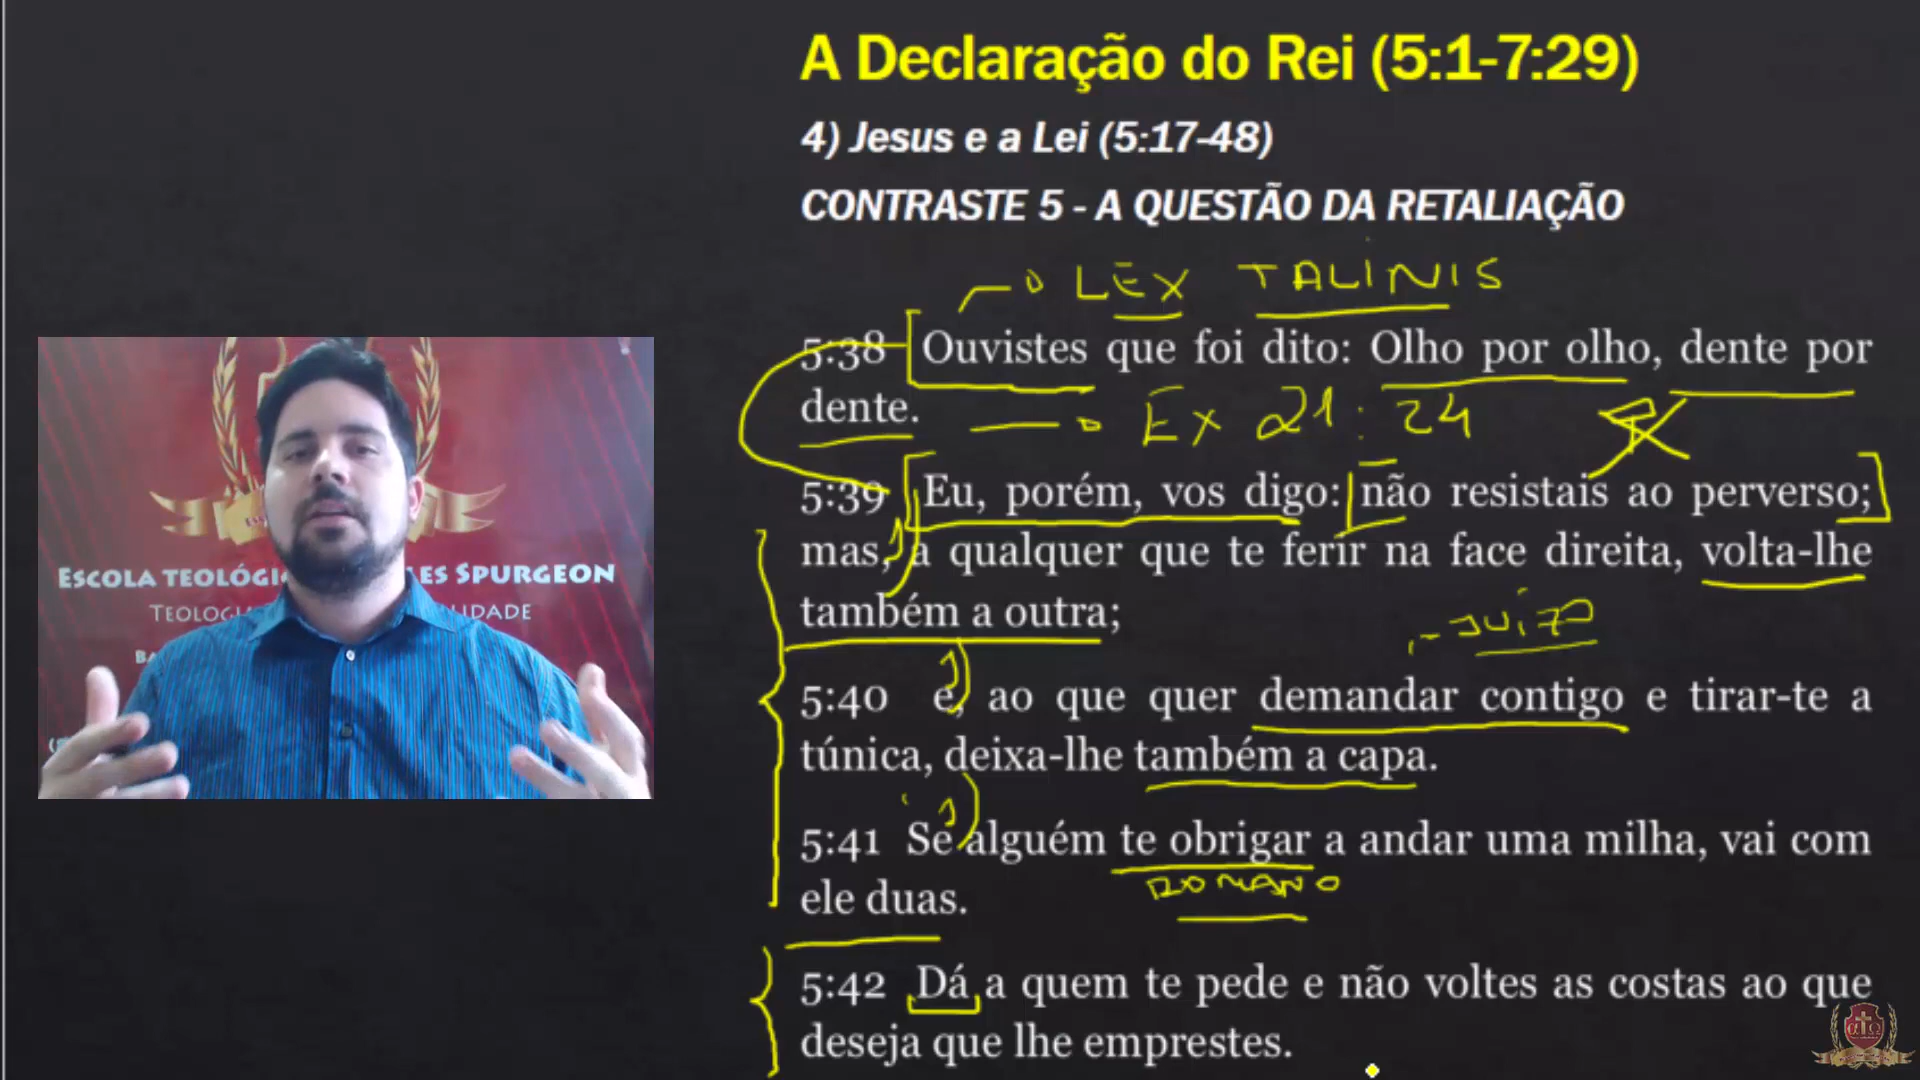 A Declaração do Rei (5:1-7:29)
4) Jesus e a Lei (5:17-48)
CONTRASTE 5 - A QUESTÃO DA RETALIAÇÃO
LEX TALINIS
5:38 Ouvistes que foi dito: Olho por olho, dente por
dente.
EX 21:24
5:39 Eu, porém, vos digo: não resistais ao perverso;
mas, a qualquer que te ferir na face direita, volta-lhe
também a outra;
JUIZO
5:40 e, ao que quer demandar contigo e tirar-te a
túnica, deixa-lhe também a capa.
5:41 Se alguém te obrigar a andar uma milha, vai com
ele duas.
ROMANO
5:42 Dá a quem te pede e não voltes as costas ao que
deseja que lhe emprestes.
ESCOLA TEOLÓGI ES SPURGEON
TEOLOGI LIDADE